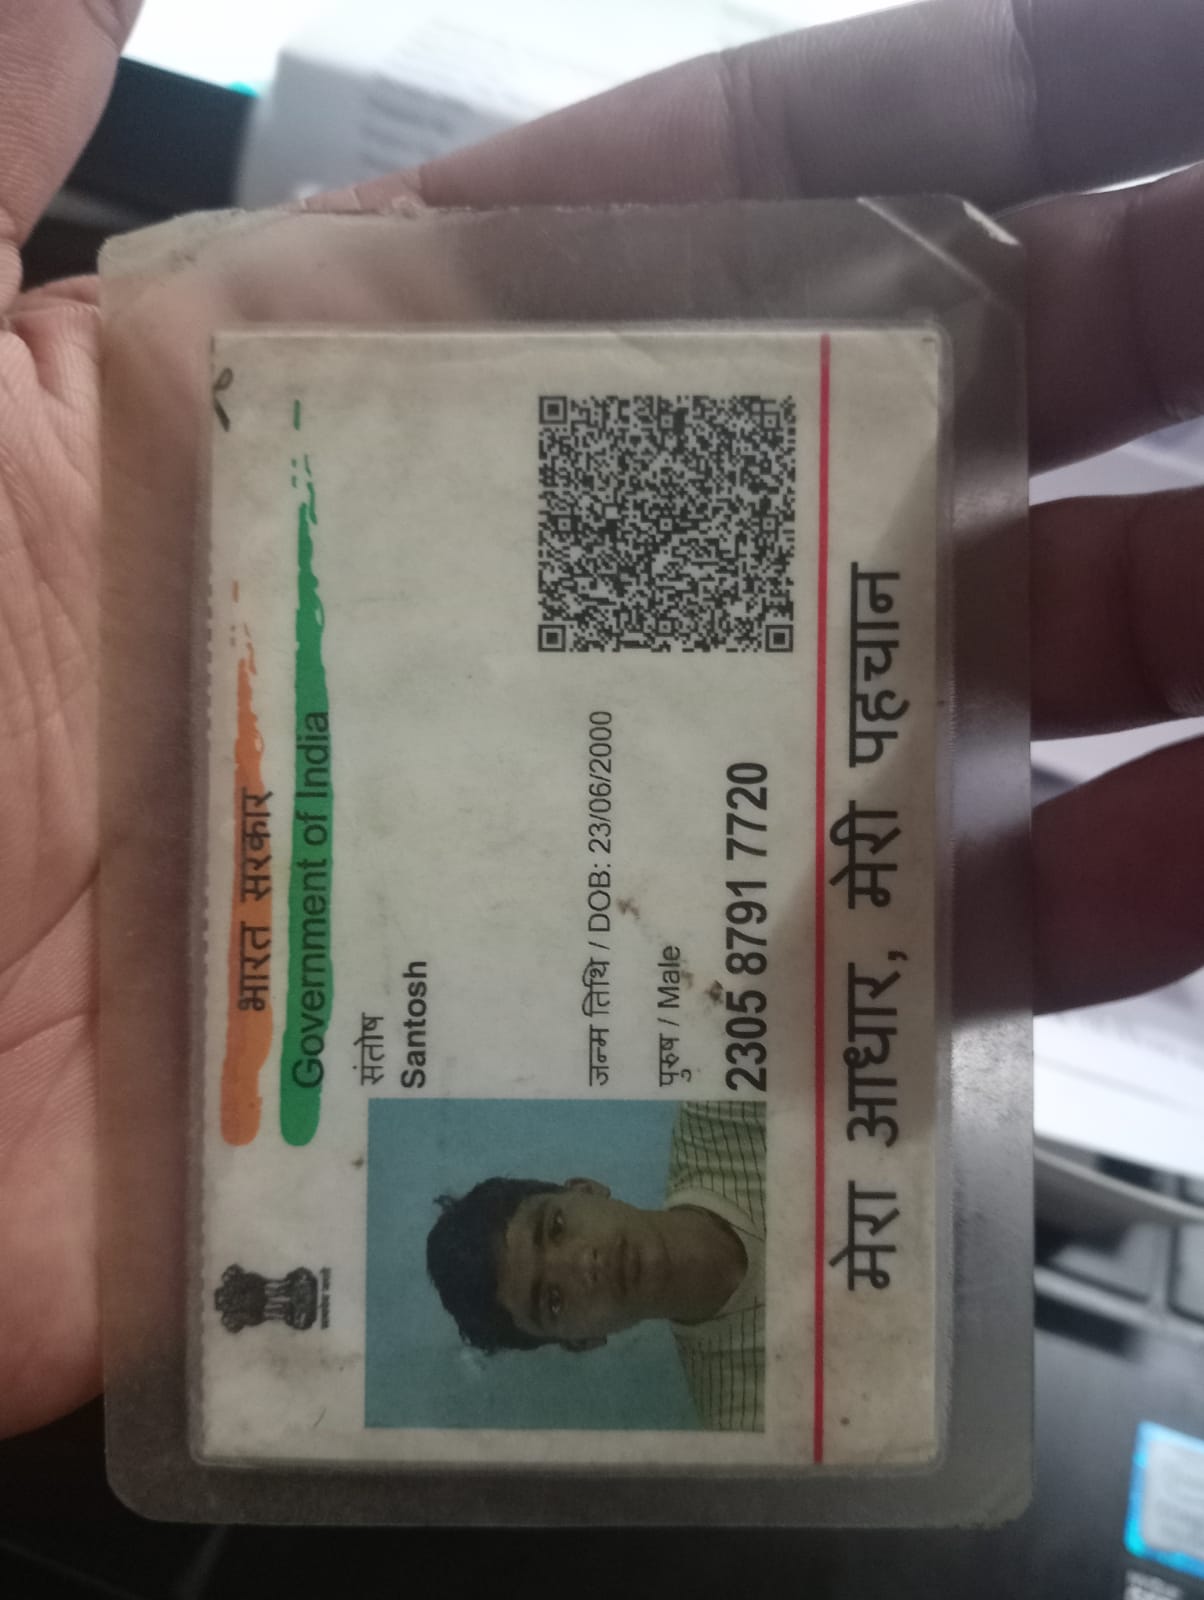 भारत सरकार
Government of India
संतोष
Santosh
जन्म तिथि / DOB: 23/06/2000
पुरुष / Male
2305 8791 7720
मेरा आधार, मेरी पहचान